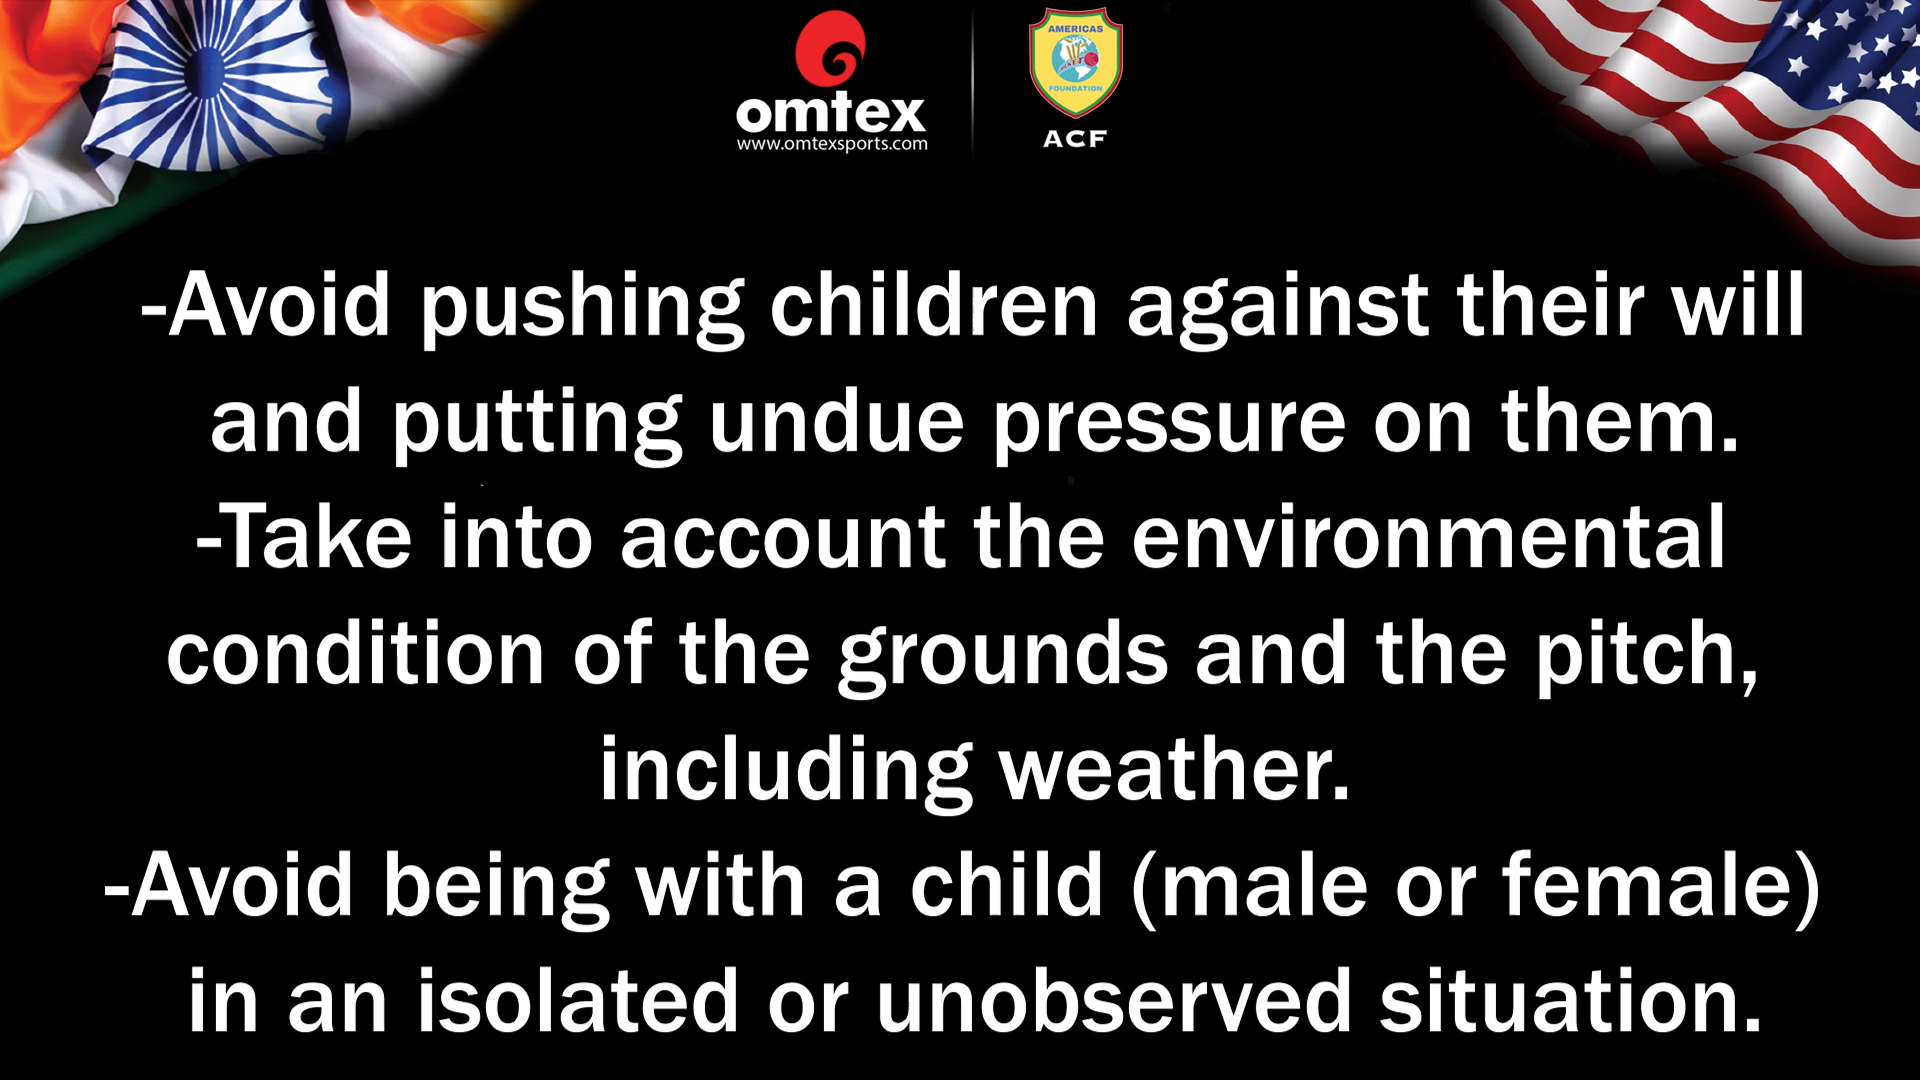 omtex
www.omtexsports.com
AMERICAS
CRICKET
FOUNDATION
ACF
-Avoid pushing children against their will
and putting undue pressure on them.
-Take into account the environmental
condition of the grounds and the pitch,
including weather.
-Avoid being with a child (male or female)
in an isolated or unobserved situation.